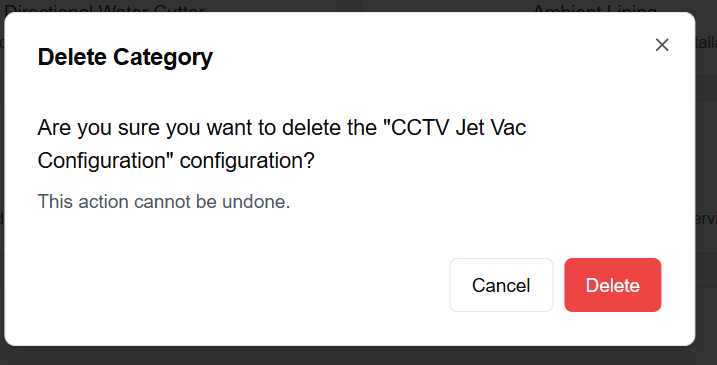 Directional Water Cutter
Ambient Lining
Delete Category
Are you sure you want to delete the "CCTV Jet Vac
Configuration" configuration?
This action cannot be undone.
Cancel
Delete